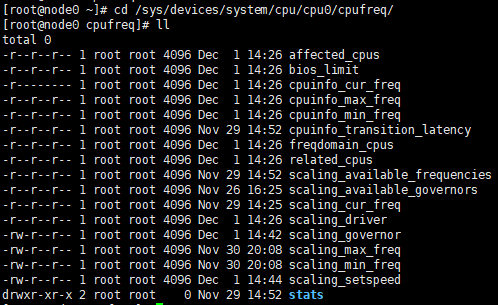 [root@node0 ~]# cd /sys/devices/system/cpu/cpu0/cpufreq/
[root@node0 cpufreq]# ll
total 0
-r--r--r-- 1 root root 4096 Dec  1 14:26 affected_cpus
-r--r--r-- 1 root root 4096 Dec  1 14:26 bios_limit
-r-------- 1 root root 4096 Dec  1 14:26 cpuinfo_cur_freq
-r--r--r-- 1 root root 4096 Dec  1 14:26 cpuinfo_max_freq
-r--r--r-- 1 root root 4096 Dec  1 14:26 cpuinfo_min_freq
-r--r--r-- 1 root root 4096 Nov 29 14:52 cpuinfo_transition_latency
-r--r--r-- 1 root root 4096 Dec  1 14:26 freqdomain_cpus
-r--r--r-- 1 root root 4096 Dec  1 14:26 related_cpus
-r--r--r-- 1 root root 4096 Nov 29 14:52 scaling_available_frequencies
-r--r--r-- 1 root root 4096 Nov 26 16:25 scaling_available_governors
-r--r--r-- 1 root root 4096 Nov 29 14:25 scaling_cur_freq
-r--r--r-- 1 root root 4096 Dec  1 14:26 scaling_driver
-rw-r--r-- 1 root root 4096 Dec  1 14:42 scaling_governor
-rw-r--r-- 1 root root 4096 Nov 30 20:08 scaling_max_freq
-rw-r--r-- 1 root root 4096 Nov 30 20:08 scaling_min_freq
-rw-r--r-- 1 root root 4096 Dec  1 14:44 scaling_setspeed
drwxr-xr-x 2 root root    0 Nov 29 14:52 stats